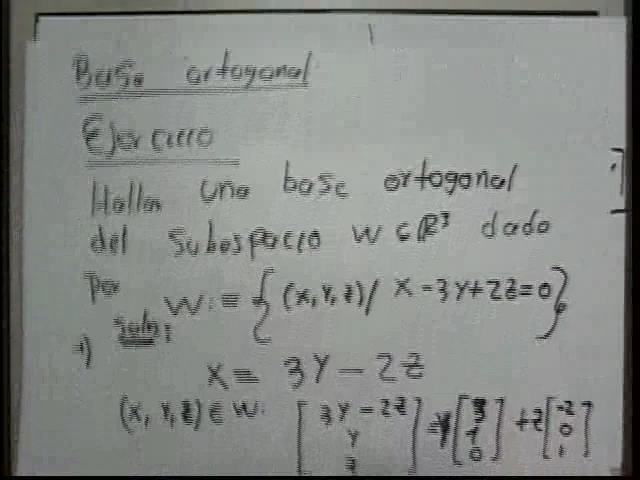 Base ortogonal
Ejercicio
Hallar una base ortogonal
del subespacio W ⊂ ℝ³ dado
por W := { (x, y, z) / x - 3y + 2z = 0 }
Soln:
1) x = 3y - 2z
(x, y, z) ∈ W: [3y - 2z, y, z] = y[3, 1, 0] + z[-2, 0, 1]